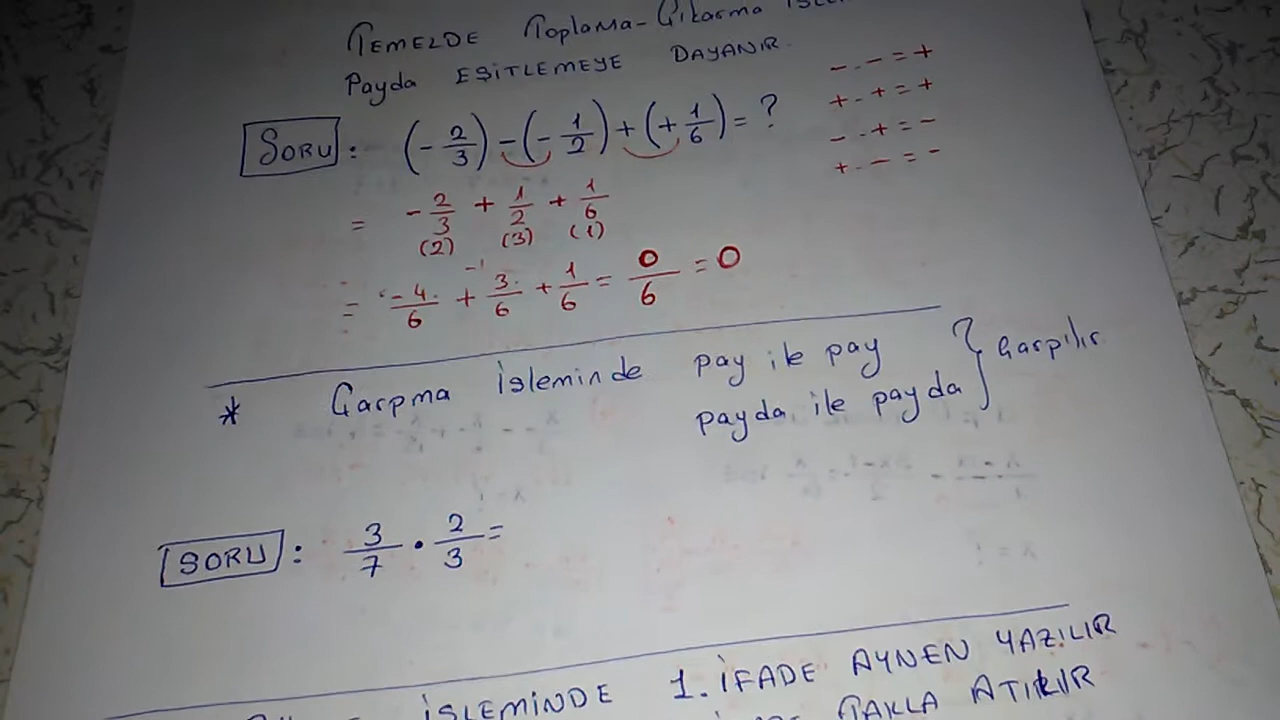 TEMELDE Toplama-Çıkarma
Payda EŞİTLEMEYE DAYANIR.
- . - = +
+ . + = +
- . + = -
+ . - = -
SORU: (-2/3) - (-1/2) + (+1/6) = ?
= -2/3 + 1/2 + 1/6
(2) (3) (1)
-1
= -4/6 + 3/6 + 1/6 = 0/6 = 0
* Çarpma işleminde pay ile pay
payda ile payda } Çarpılır
SORU: 3/7 . 2/3 =
İŞLEMİNDE 1. İFADE AYNEN YAZILIR
TAKLA ATILIR